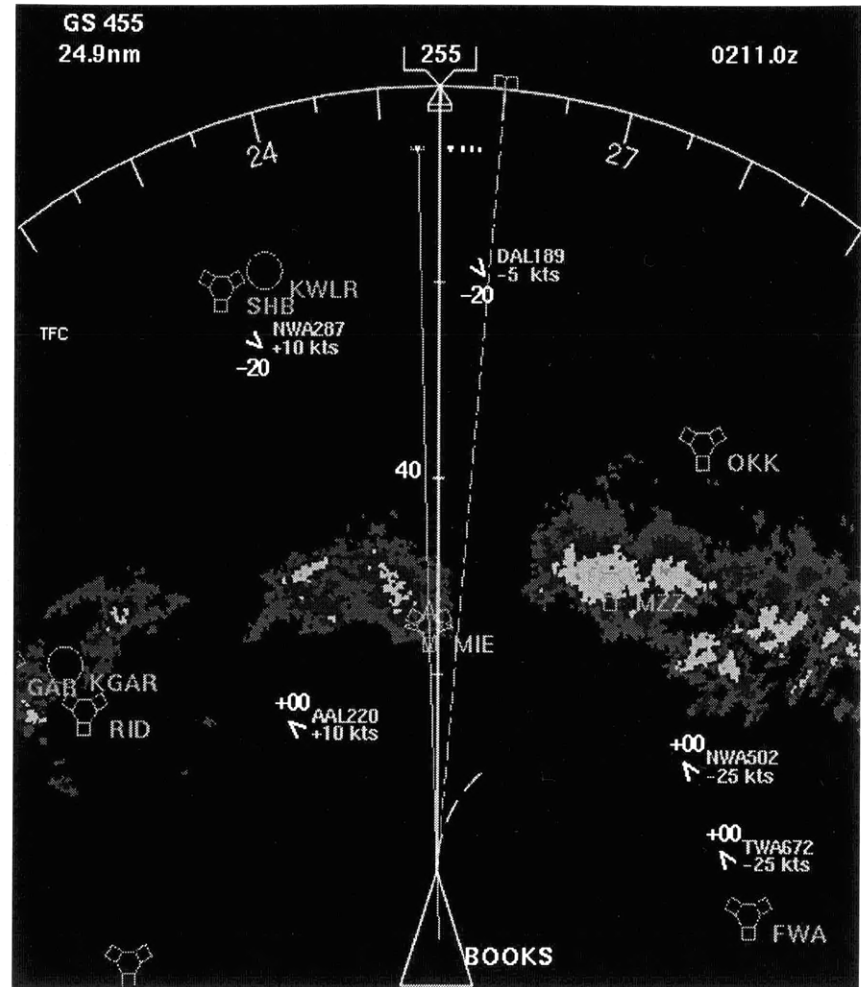 GS 455
24.9nm
255
0211.0z
24
27
DAL189
-5 kts
-20
KWLR
SHB
NWA287
+10 kts
-20
TFC
40
OKK
MZZ
MIE
GAR
KGAR
RID
+00
AAL220
+10 kts
+00
NWA502
-25 kts
+00
TWA672
-25 kts
FWA
BOOKS